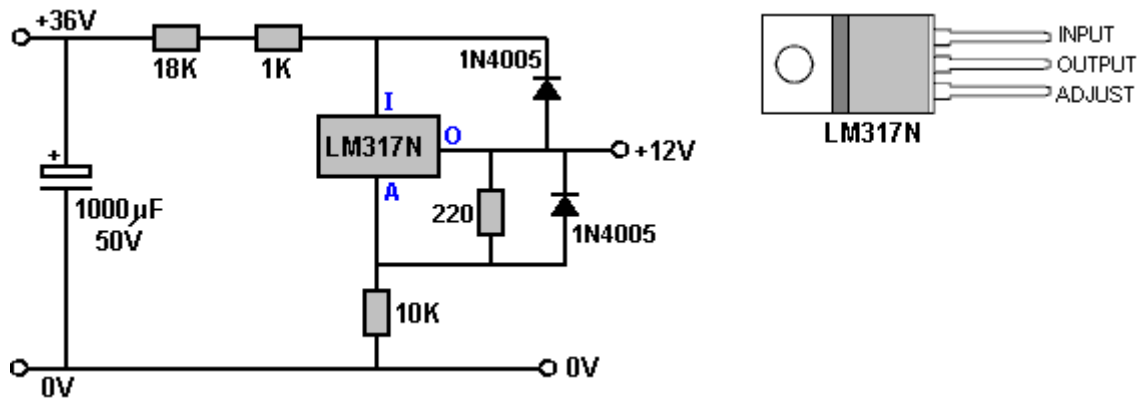 +36V
18K
1K
1N4005
I
LM317N
O
+12V
A
+
1000µF
50V
220
1N4005
10K
0V
0V
INPUT
OUTPUT
ADJUST
LM317N